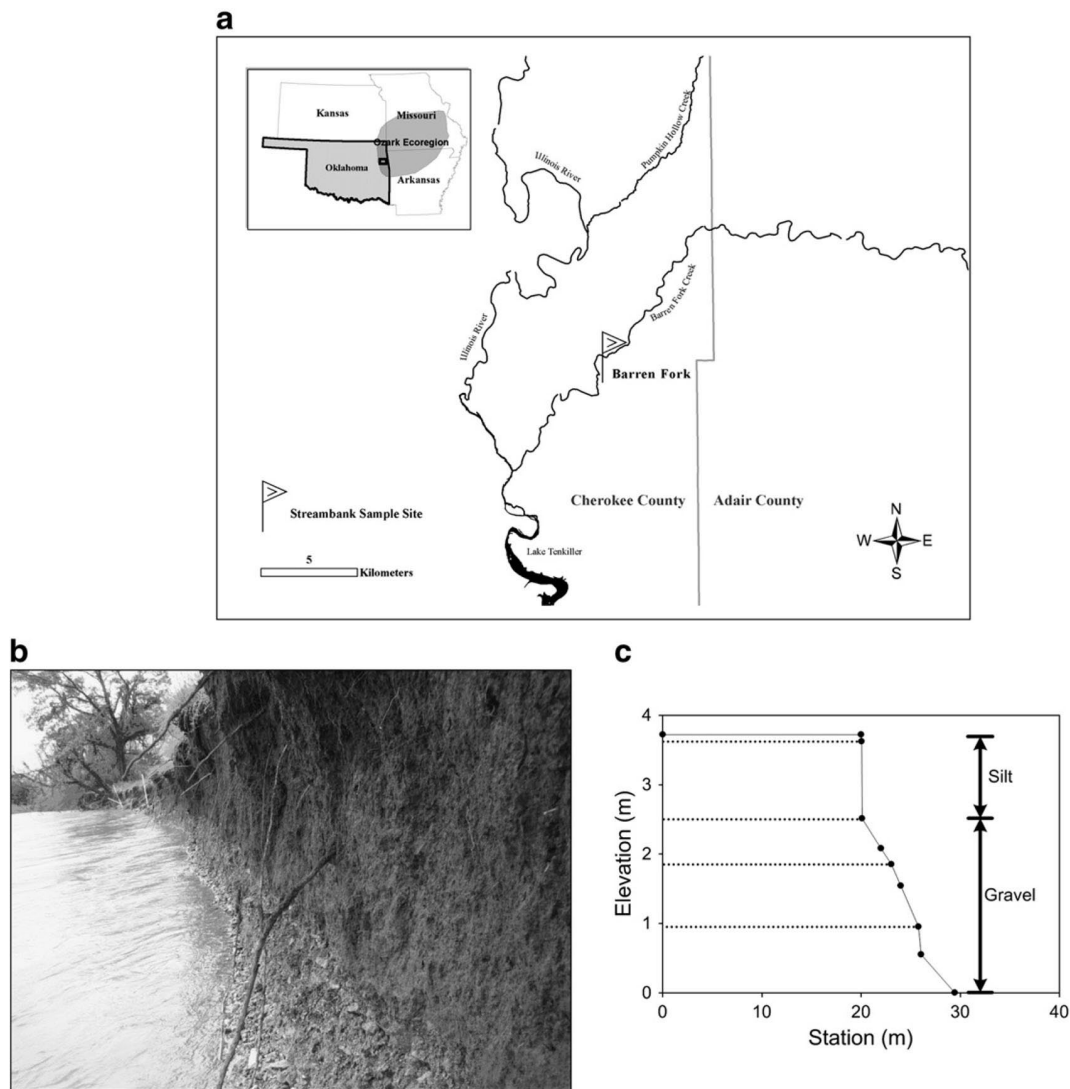 a
Kansas
Missouri
Ozark Ecoregion
Oklahoma
Arkansas
Illinois River
Pumpkin Hollow Creek
Illinois River
Barren Fork Creek
Barren Fork
Streambank Sample Site
5
Kilometers
Cherokee County
Adair County
Lake Tenkiller
N
W
E
S
b
c
4
3
2
1
0
Elevation (m)
Silt
Gravel
0
10
20
30
40
Station (m)